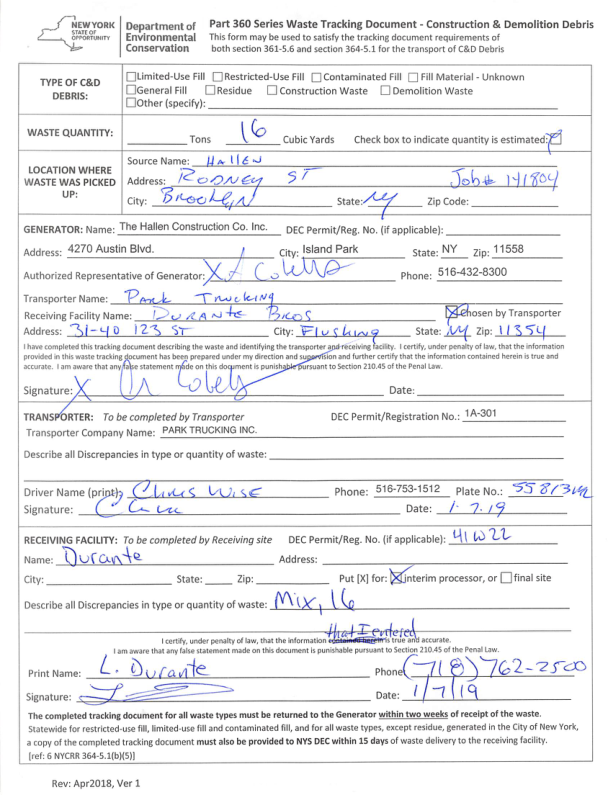 NEW YORK STATE OF OPPORTUNITY
Department of Environmental Conservation
Part 360 Series Waste Tracking Document - Construction & Demolition Debris
This form may be used to satisfy the tracking document requirements of
both section 361-5.6 and section 364-5.1 for the transport of C&D Debris
TYPE OF C&D DEBRIS:
☐Limited-Use Fill ☐Restricted-Use Fill ☐Contaminated Fill ☐Fill Material - Unknown
☐General Fill ☐Residue ☐Construction Waste ☐Demolition Waste
☐Other (specify):
WASTE QUANTITY: Tons 16 Cubic Yards Check box to indicate quantity is estimated: ☒
LOCATION WHERE WASTE WAS PICKED UP:
Source Name: HALLEN
Address: RODNEY ST Job# 141804
City: BROOKLYN State: NY Zip Code:
GENERATOR: Name: The Hallen Construction Co. Inc. DEC Permit/Reg. No. (if applicable):
Address: 4270 Austin Blvd. City: Island Park State: NY Zip: 11558
Authorized Representative of Generator: X Phone: 516-432-8300
Transporter Name: PARK TRUCKING
Receiving Facility Name: DURANTE BROS ☒Chosen by Transporter
Address: 31-40 123 ST City: Flushing State: NY Zip: 11354
I have completed this tracking document describing the waste and identifying the transporter and receiving facility. I certify, under penalty of law, that the information
provided in this waste tracking document has been prepared under my direction and supervision and further certify that the information contained herein is true and
accurate. I am aware that any false statement made on this document is punishable pursuant to Section 210.45 of the Penal Law.
Signature: X Date:
TRANSPORTER: To be completed by Transporter DEC Permit/Registration No.: 1A-301
Transporter Company Name: PARK TRUCKING INC.
Describe all Discrepancies in type or quantity of waste:
Driver Name (print): CHRIS WISE Phone: 516-753-1512 Plate No.:
Signature: Date: 1.7.19
RECEIVING FACILITY: To be completed by Receiving site DEC Permit/Reg. No. (if applicable): 41W22
Name: Durante Address:
City: State: Zip: Put [X] for: ☒interim processor, or ☐final site
Describe all Discrepancies in type or quantity of waste: Mix, 16
that I entered
I certify, under penalty of law, that the information contained herein is true and accurate.
I am aware that any false statement made on this document is punishable pursuant to Section 210.45 of the Penal Law.
Print Name: L. Durante Phone (718) 762-2500
Signature: Date: 1/7/19
The completed tracking document for all waste types must be returned to the Generator within two weeks of receipt of the waste.
Statewide for restricted-use fill, limited-use fill and contaminated fill, and for all waste types, except residue, generated in the City of New York,
a copy of the completed tracking document must also be provided to NYS DEC within 15 days of waste delivery to the receiving facility.
[ref: 6 NYCRR 364-5.1(b)(5)]
Rev: Apr2018, Ver 1